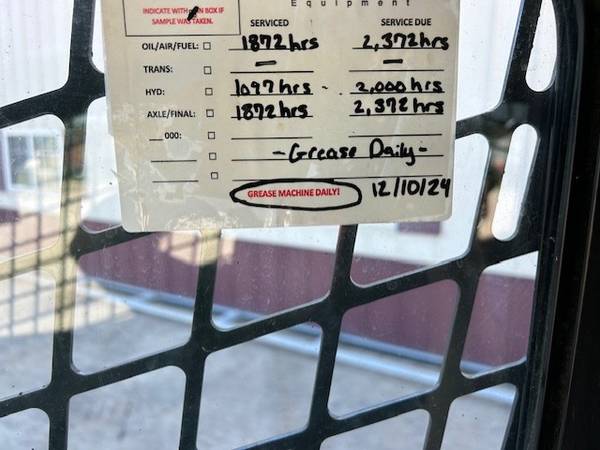 Equipment
INDICATE WITH AN BOX IF
SAMPLE WAS TAKEN.
SERVICED SERVICE DUE
OIL/AIR/FUEL: 1872 hrs 2,372 hrs
TRANS: — —
HYD: 1097 hrs - 2,000 hrs
AXLE/FINAL: 1872 hrs 2,372 hrs
000:
- Grease Daily -
GREASE MACHINE DAILY! 12/10/24